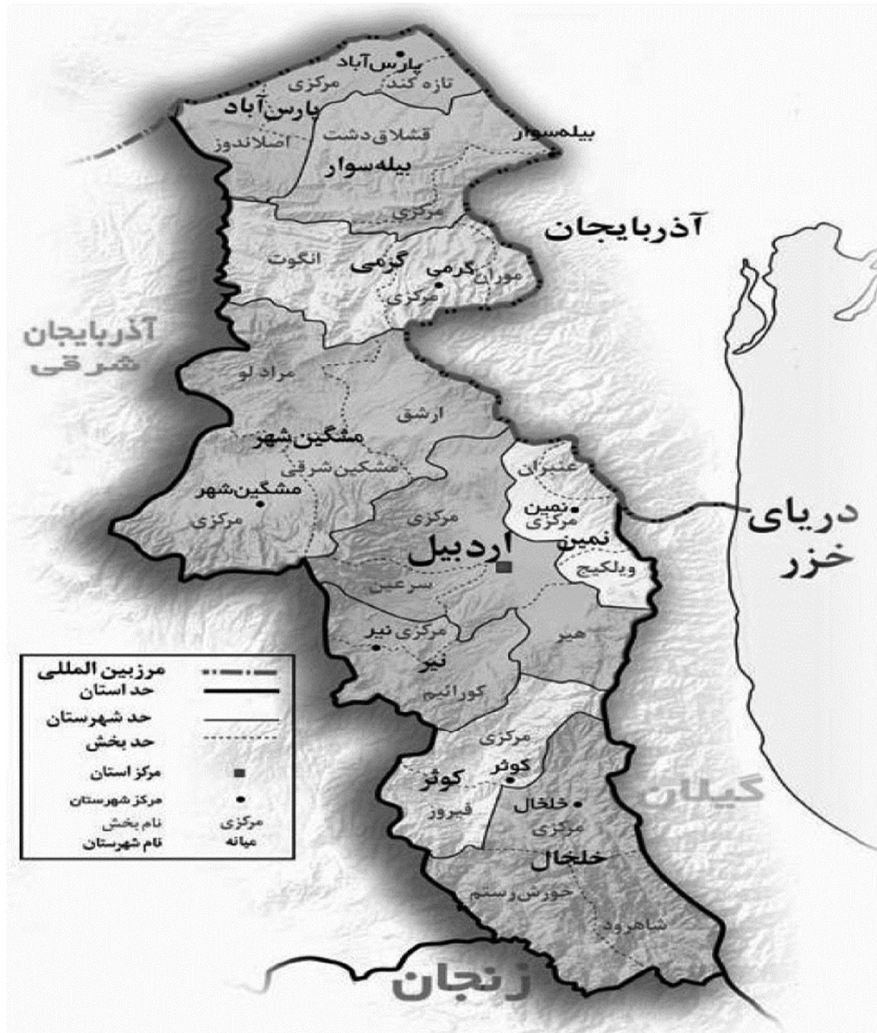 پارس‌آباد
تازه کند
مرکزی
پارس‌آباد
بیله‌سوار
قشلاق دشت
اصلاندوز
بیله‌سوار
مرکزی
آذربایجان
انگوت
گرمی
گرمی
موران
مرکزی
آذربایجان
شرقی
مراد لو
ارشق
مشگین‌شهر
مشکین‌شرقی
عنبران
مشگین‌شهر
مرکزی
مرکزی
نمین
مرکزی
دریای
خزر
نمین
اردبیل
ویلکیج
سرعین
مرکزی
نیر
هیر
نیر
کورائیم
مرکزی
کوثر
کوثر
فیروز
خلخال
مرکزی
گیلان
خلخال
خورش‌رستم
شاهرود
زنجان
مرزبین المللی
حد استان
حد شهرستان
حد بخش
مرکز استان
مرکز شهرستان
نام بخش مرکزی
نام شهرستان میانه